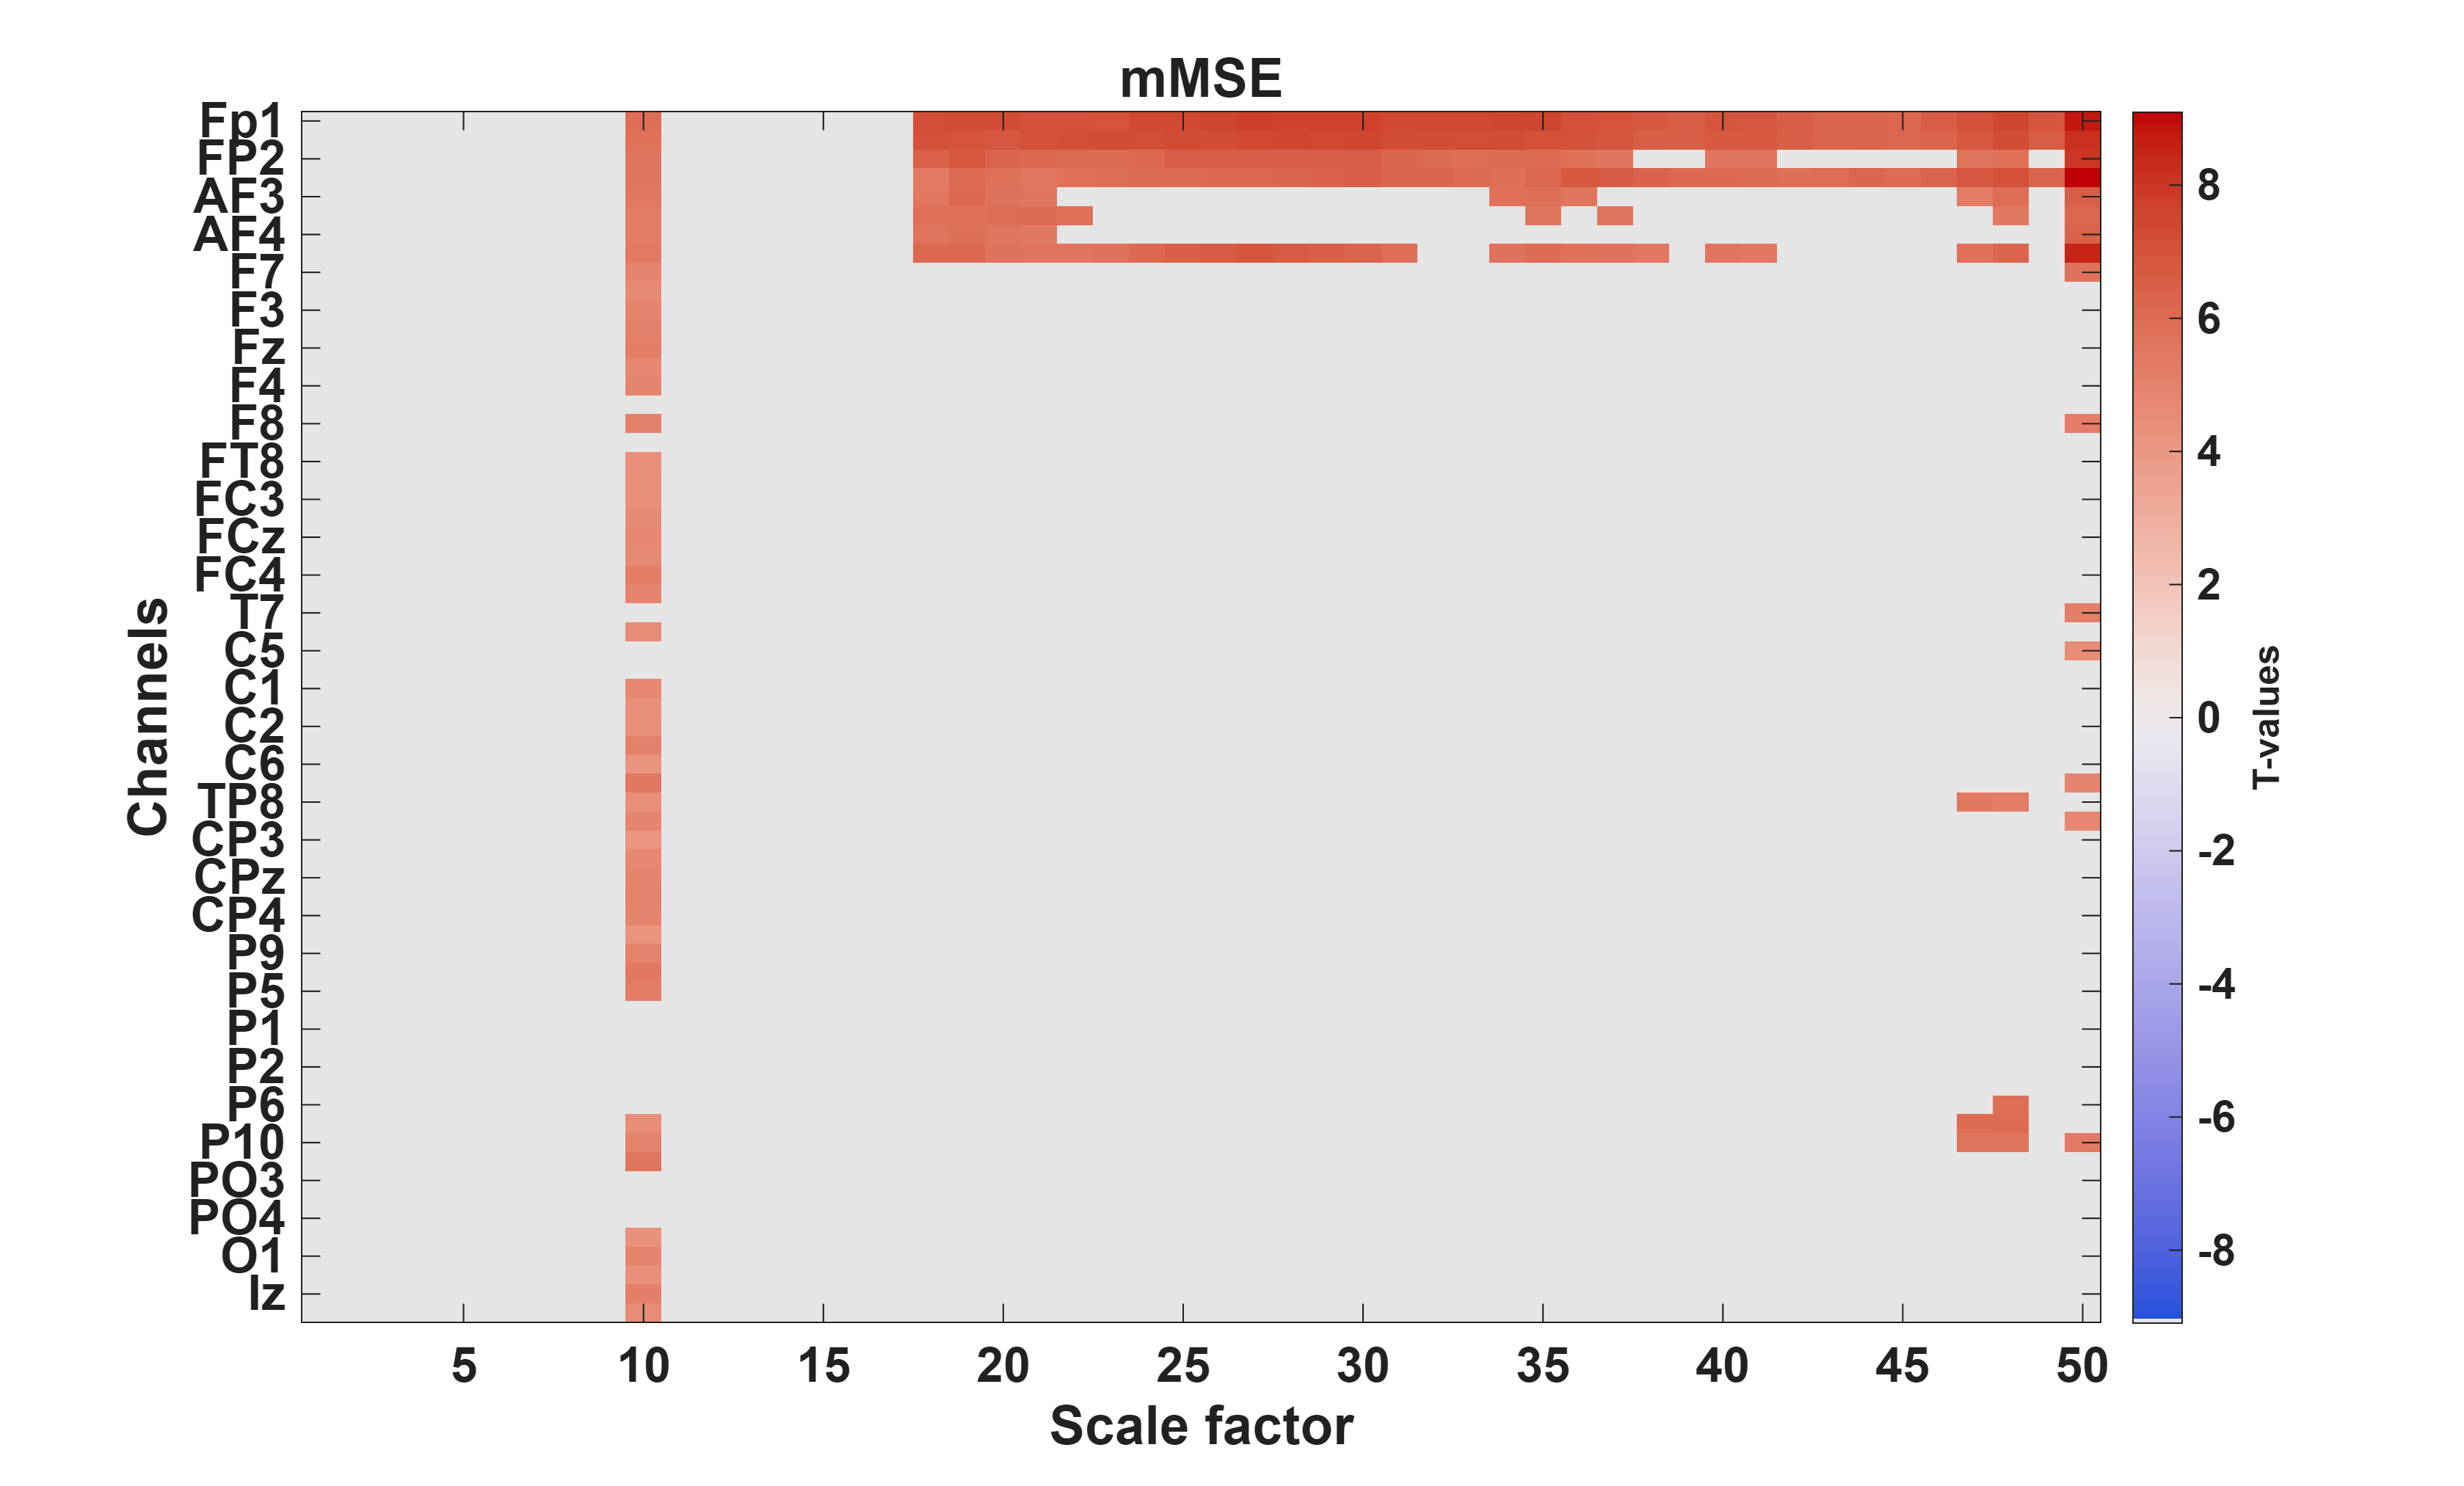 mMSE
Fp1
FP2
AF3
AF4
F7
F3
Fz
F4
F8
FT8
FC3
FCz
FC4
T7
C5
C1
C2
C6
TP8
CP3
CPz
CP4
P9
P5
P1
P2
P6
P10
PO3
PO4
O1
Iz
Channels
5 10 15 20 25 30 35 40 45 50
Scale factor
8
6
4
2
0
-2
-4
-6
-8
T-values